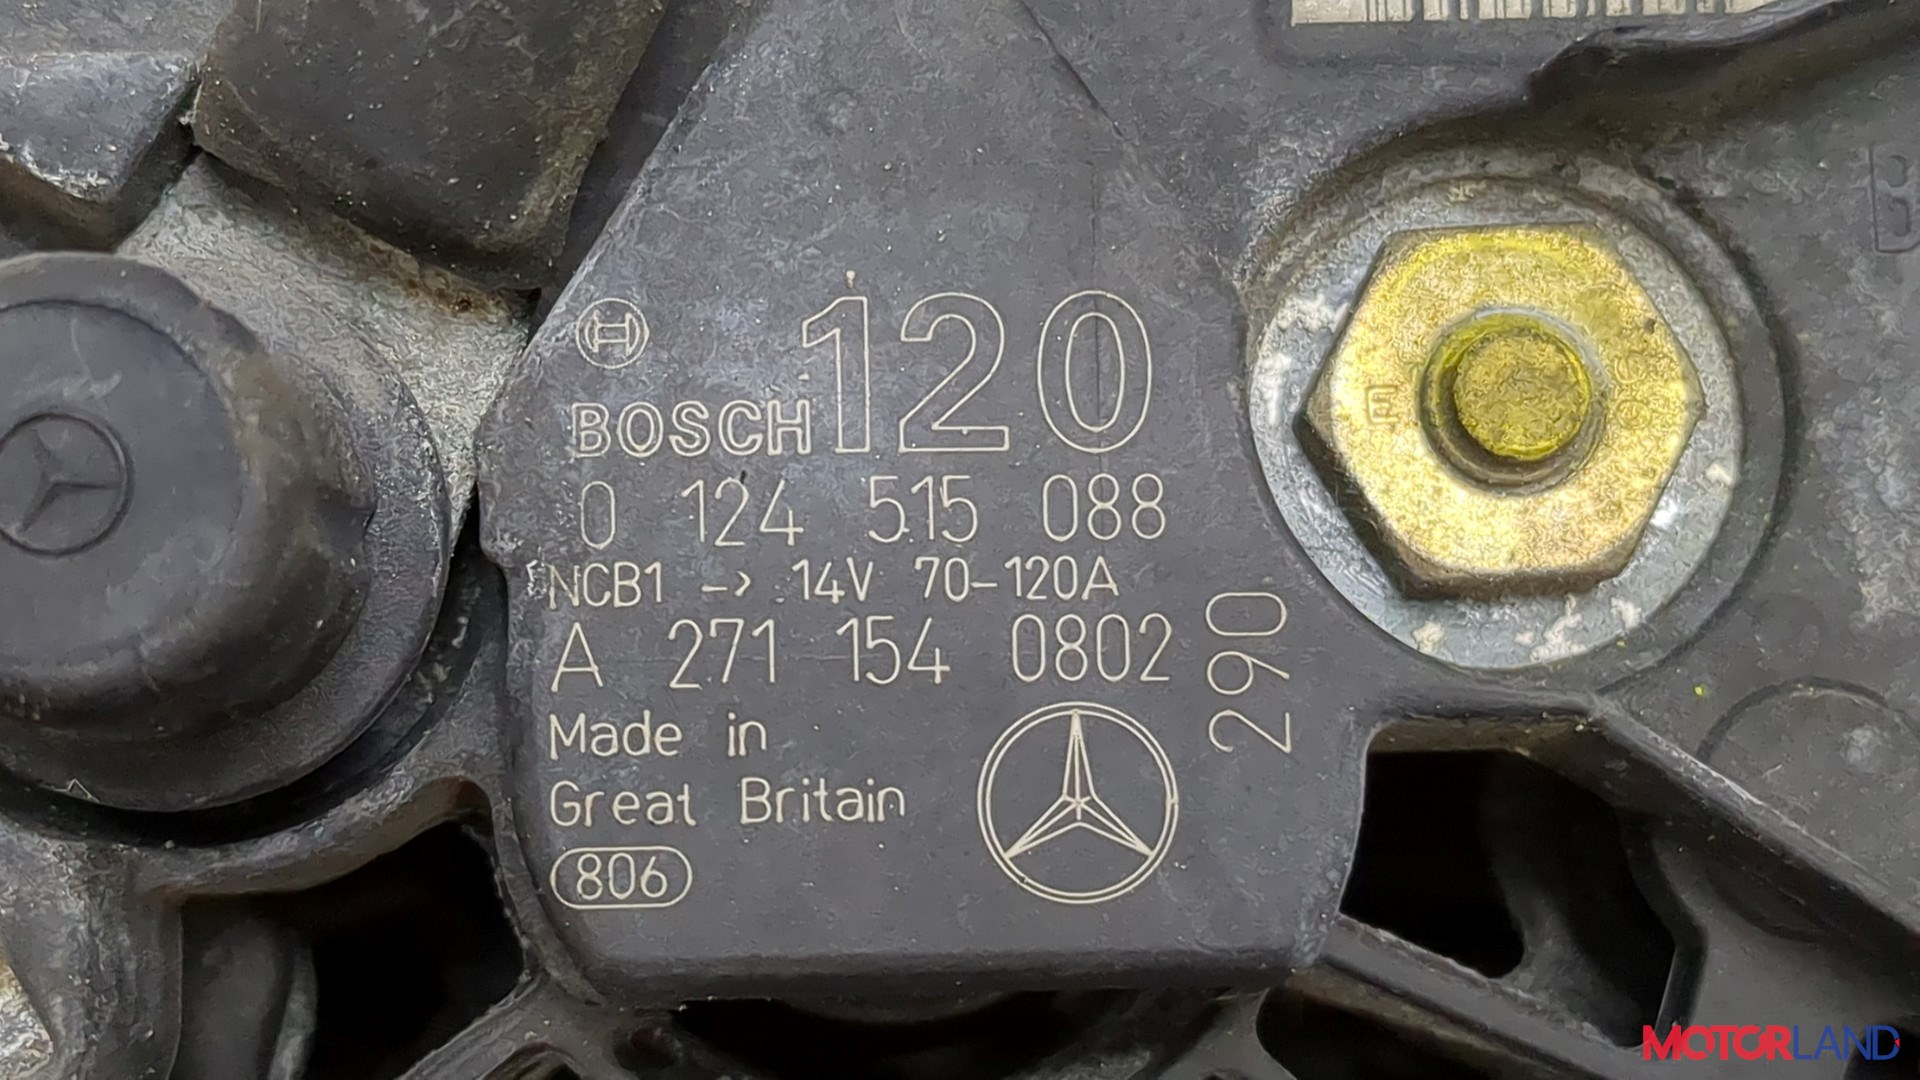 120
BOSCH
0 124 515 088
NCB1 -> 14V 70-120A
A 271 154 0802
290
Made in
Great Britain
806
E
MOTORLAND